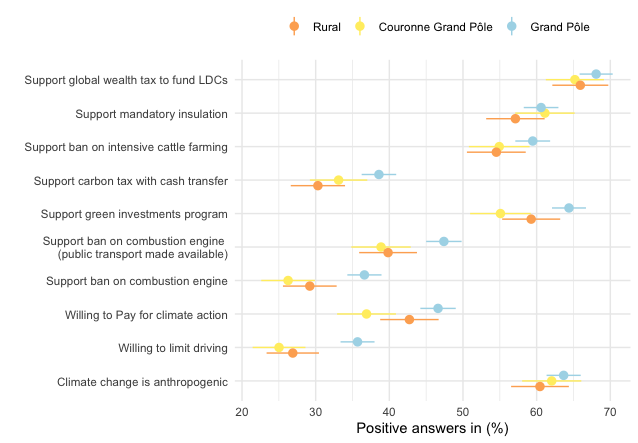 Rural Couronne Grand Pôle Grand Pôle
Support global wealth tax to fund LDCs
Support mandatory insulation
Support ban on intensive cattle farming
Support carbon tax with cash transfer
Support green investments program
Support ban on combustion engine
(public transport made available)
Support ban on combustion engine
Willing to Pay for climate action
Willing to limit driving
Climate change is anthropogenic
20 30 40 50 60 70
Positive answers in (%)